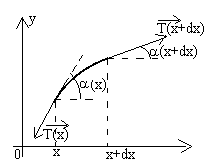 y
T(x+dx)
α(x+dx)
α(x)
T(x)
0 x x+dx